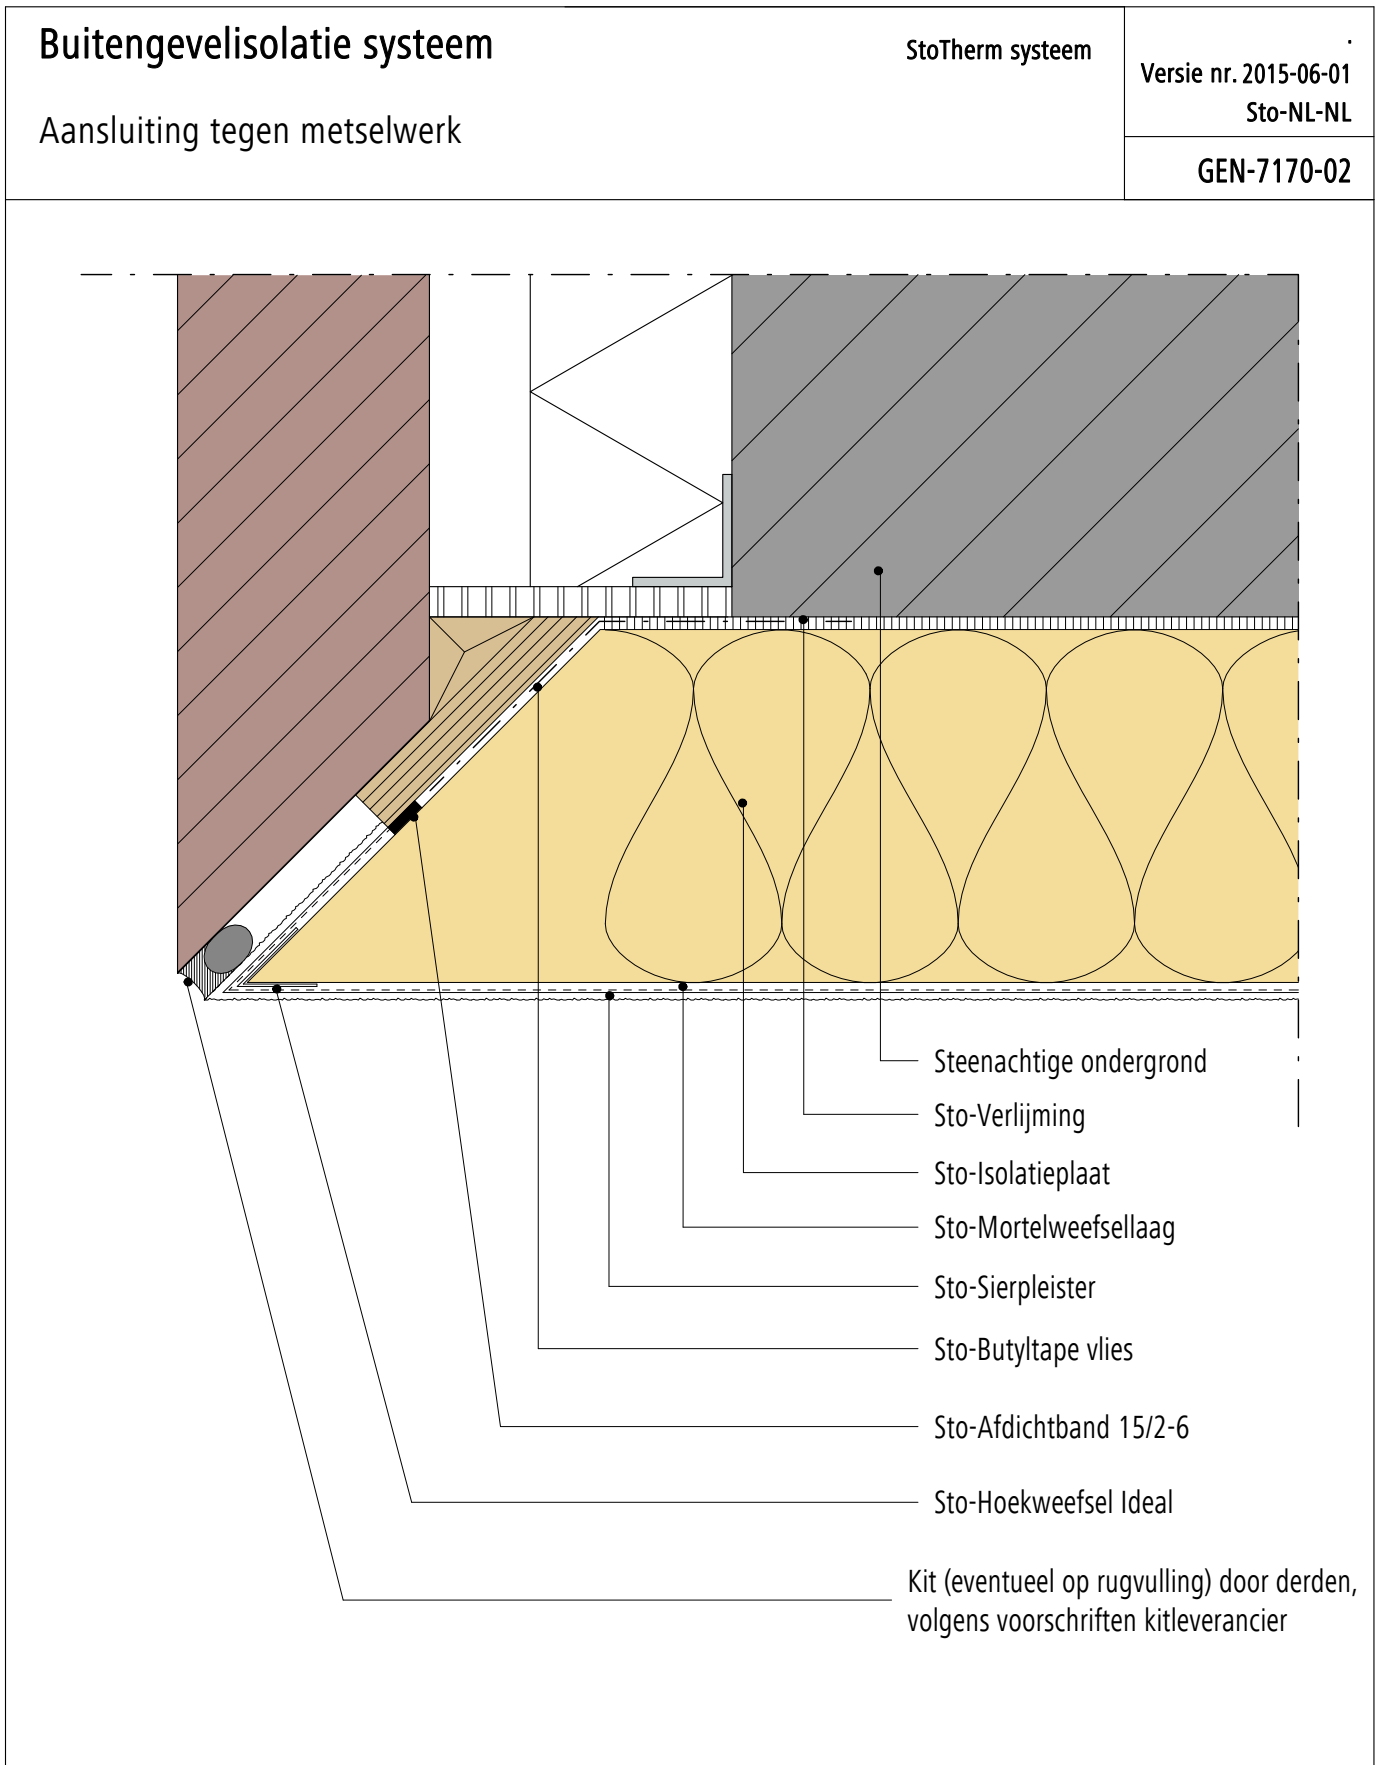 Buitengevelisolatie systeem
StoTherm systeem
.
Versie nr. 2015-06-01
Sto-NL-NL
Aansluiting tegen metselwerk
GEN-7170-02
Steenachtige ondergrond
Sto-Verlijming
Sto-Isolatieplaat
Sto-Mortelweefsellaag
Sto-Sierpleister
Sto-Butyltape vlies
Sto-Afdichtband 15/2-6
Sto-Hoekweefsel Ideal
Kit (eventueel op rugvulling) door derden,
volgens voorschriften kitleverancier